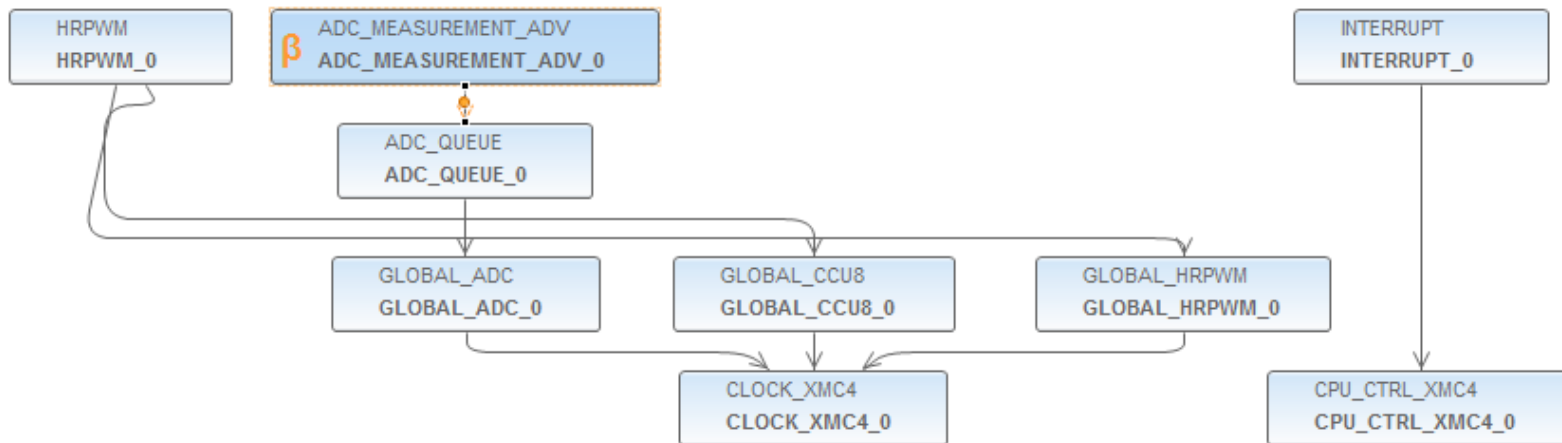 HRPWM
HRPWM_0
β
ADC_MEASUREMENT_ADV
ADC_MEASUREMENT_ADV_0
INTERRUPT
INTERRUPT_0
ADC_QUEUE
ADC_QUEUE_0
GLOBAL_ADC
GLOBAL_ADC_0
GLOBAL_CCU8
GLOBAL_CCU8_0
GLOBAL_HRPWM
GLOBAL_HRPWM_0
CLOCK_XMC4
CLOCK_XMC4_0
CPU_CTRL_XMC4
CPU_CTRL_XMC4_0